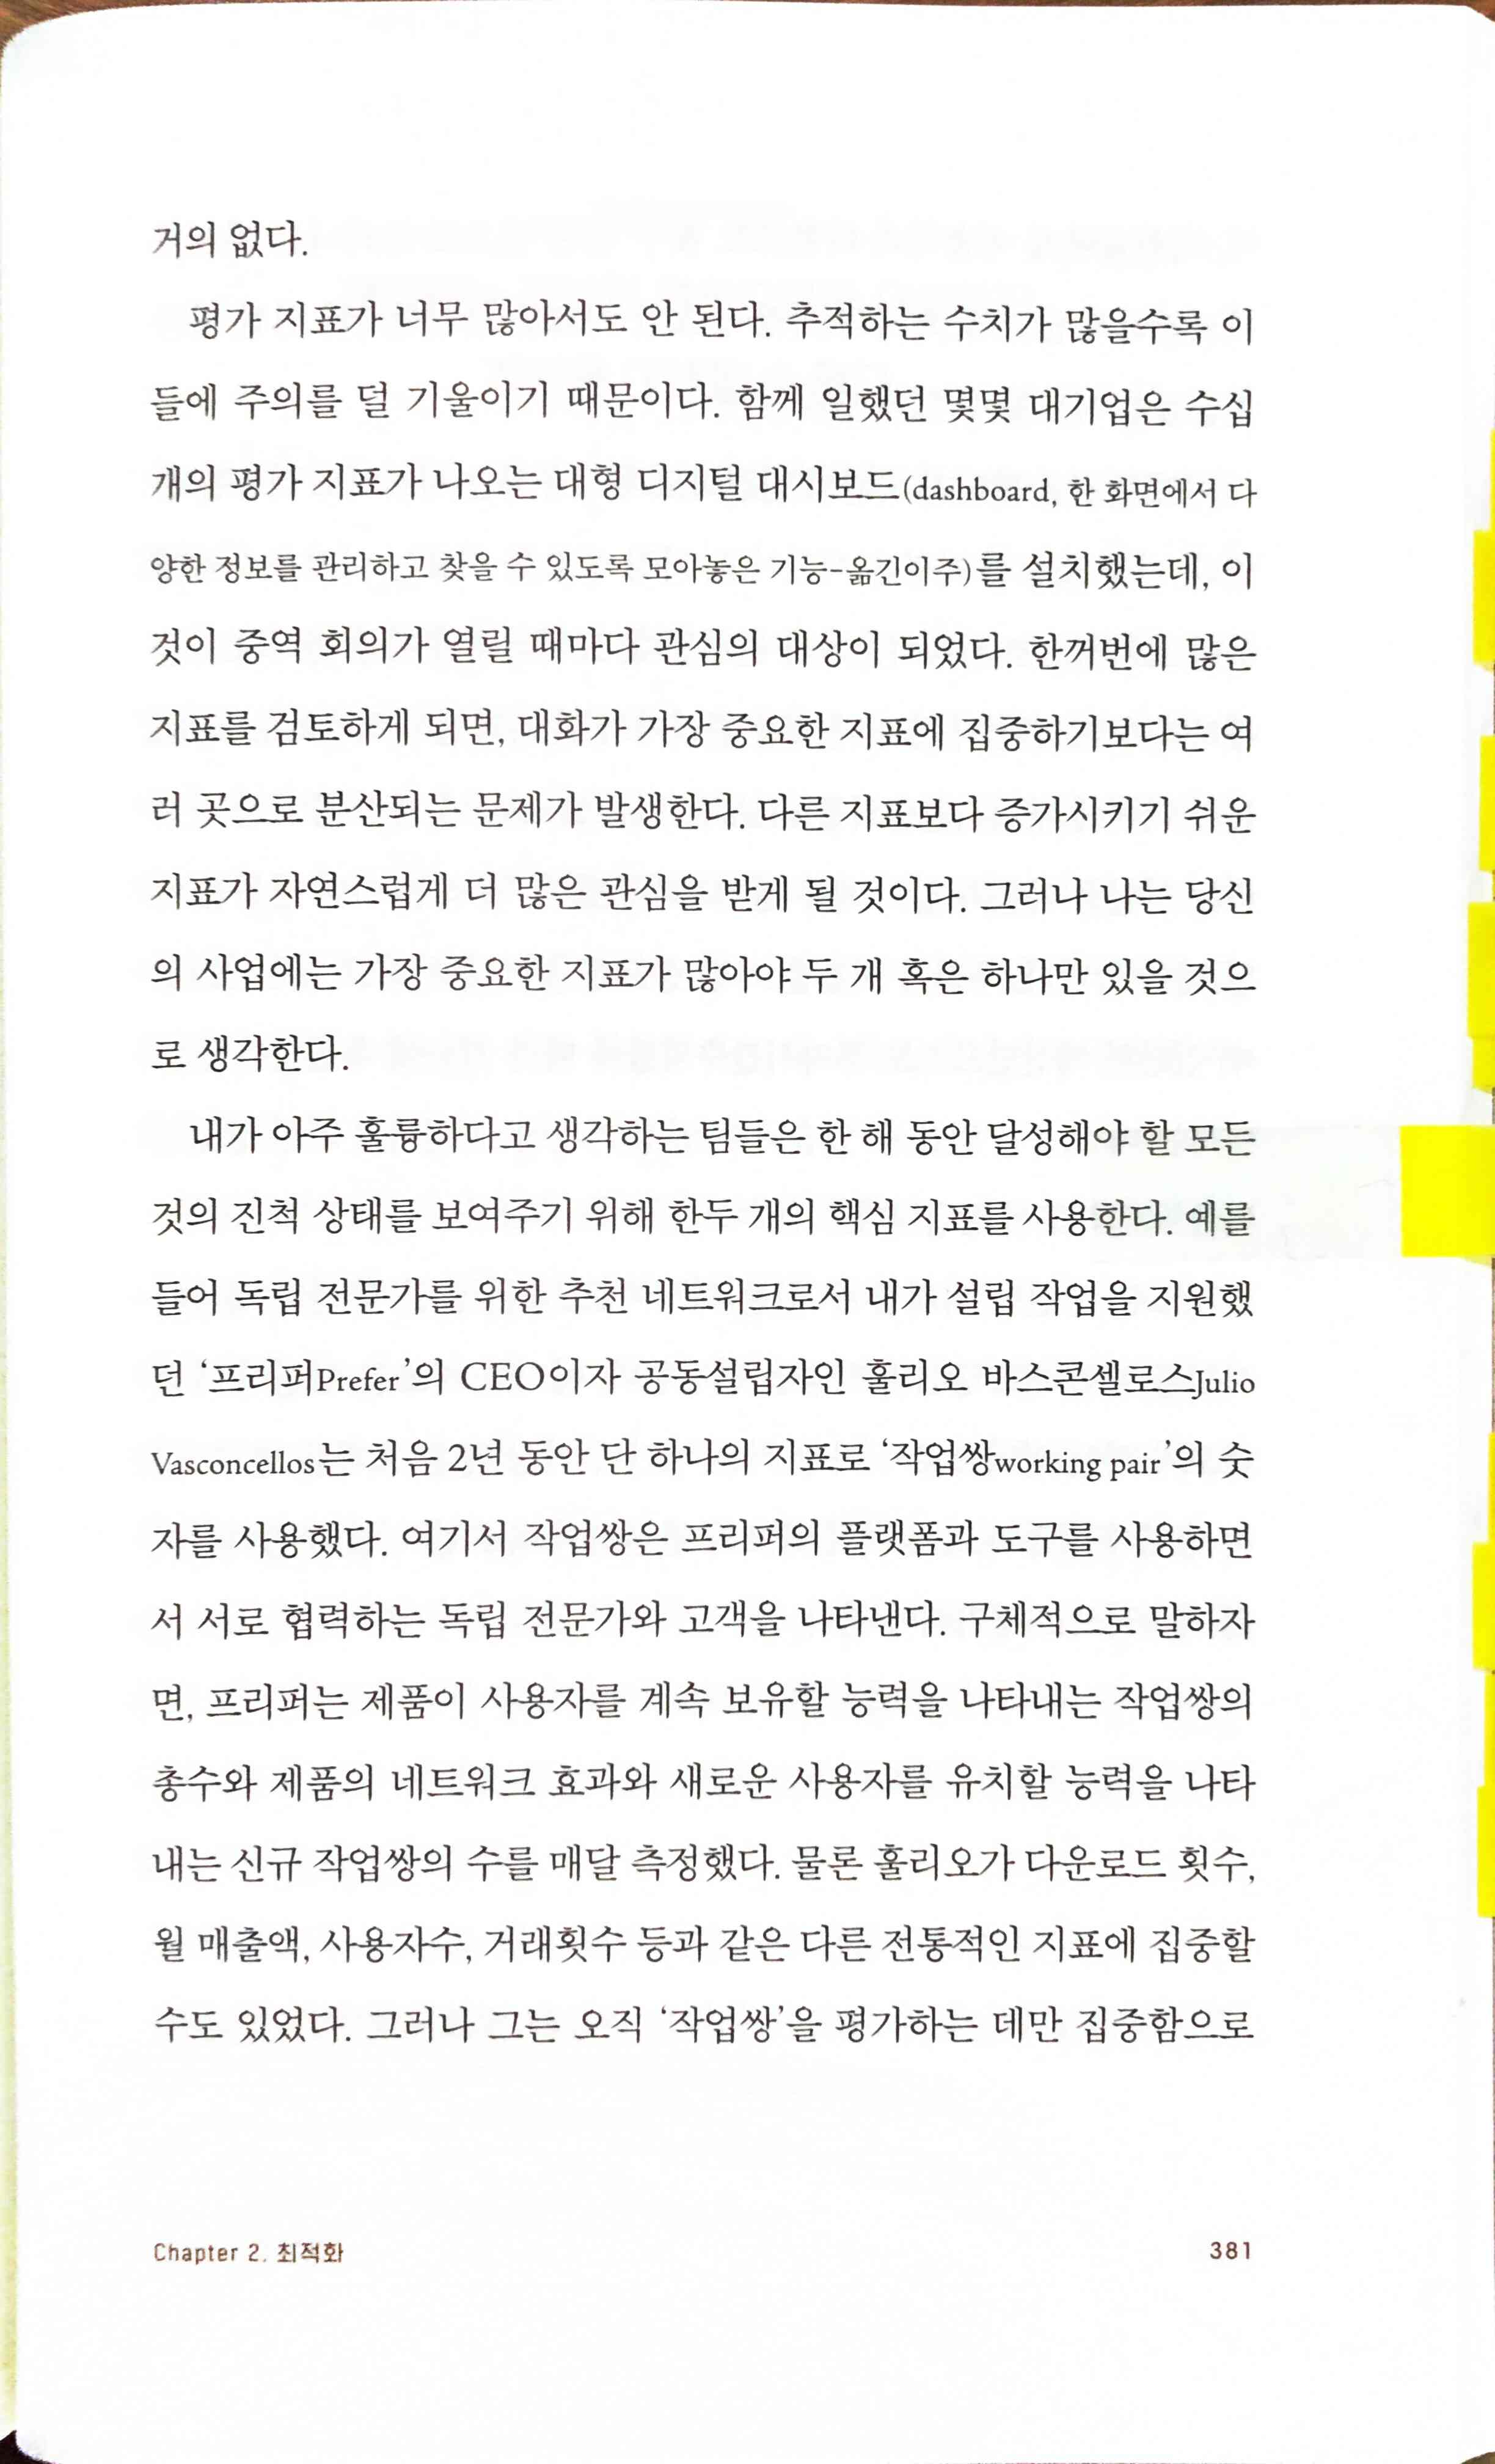 거의 없다.
평가 지표가 너무 많아서도 안 된다. 추적하는 수치가 많을수록 이
들에 주의를 덜 기울이기 때문이다. 함께 일했던 몇몇 대기업은 수십
개의 평가 지표가 나오는 대형 디지털 대시보드(dashboard, 한 화면에서 다
양한 정보를 관리하고 찾을 수 있도록 모아놓은 기능-옮긴이주)를 설치했는데, 이
것이 중역 회의가 열릴 때마다 관심의 대상이 되었다. 한꺼번에 많은
지표를 검토하게 되면, 대화가 가장 중요한 지표에 집중하기보다는 여
러 곳으로 분산되는 문제가 발생한다. 다른 지표보다 증가시키기 쉬운
지표가 자연스럽게 더 많은 관심을 받게 될 것이다. 그러나 나는 당신
의 사업에는 가장 중요한 지표가 많아야 두 개 혹은 하나만 있을 것으
로 생각한다.
내가 아주 훌륭하다고 생각하는 팀들은 한 해 동안 달성해야 할 모든
것의 진척 상태를 보여주기 위해 한두 개의 핵심 지표를 사용한다. 예를
들어 독립 전문가를 위한 추천 네트워크로서 내가 설립 작업을 지원했
던 ‘프리퍼Prefer’의 CEO이자 공동설립자인 훌리오 바스콘셀로스Julio
Vasconcellos는 처음 2년 동안 단 하나의 지표로 ‘작업쌍working pair’의 숫
자를 사용했다. 여기서 작업쌍은 프리퍼의 플랫폼과 도구를 사용하면
서 서로 협력하는 독립 전문가와 고객을 나타낸다. 구체적으로 말하자
면, 프리퍼는 제품이 사용자를 계속 보유할 능력을 나타내는 작업쌍의
총수와 제품의 네트워크 효과와 새로운 사용자를 유치할 능력을 나타
내는 신규 작업쌍의 수를 매달 측정했다. 물론 훌리오가 다운로드 횟수,
월 매출액, 사용자수, 거래횟수 등과 같은 다른 전통적인 지표에 집중할
수도 있었다. 그러나 그는 오직 ‘작업쌍’을 평가하는 데만 집중함으로
Chapter 2. 최적화
381